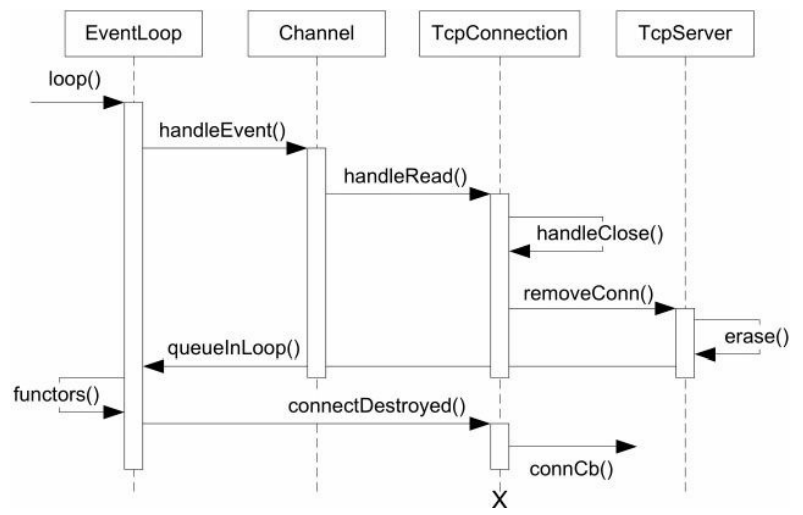 EventLoop
Channel
TcpConnection
TcpServer
loop()
handleEvent()
handleRead()
handleClose()
removeConn()
erase()
queueInLoop()
functors()
connectDestroyed()
connCb()
X